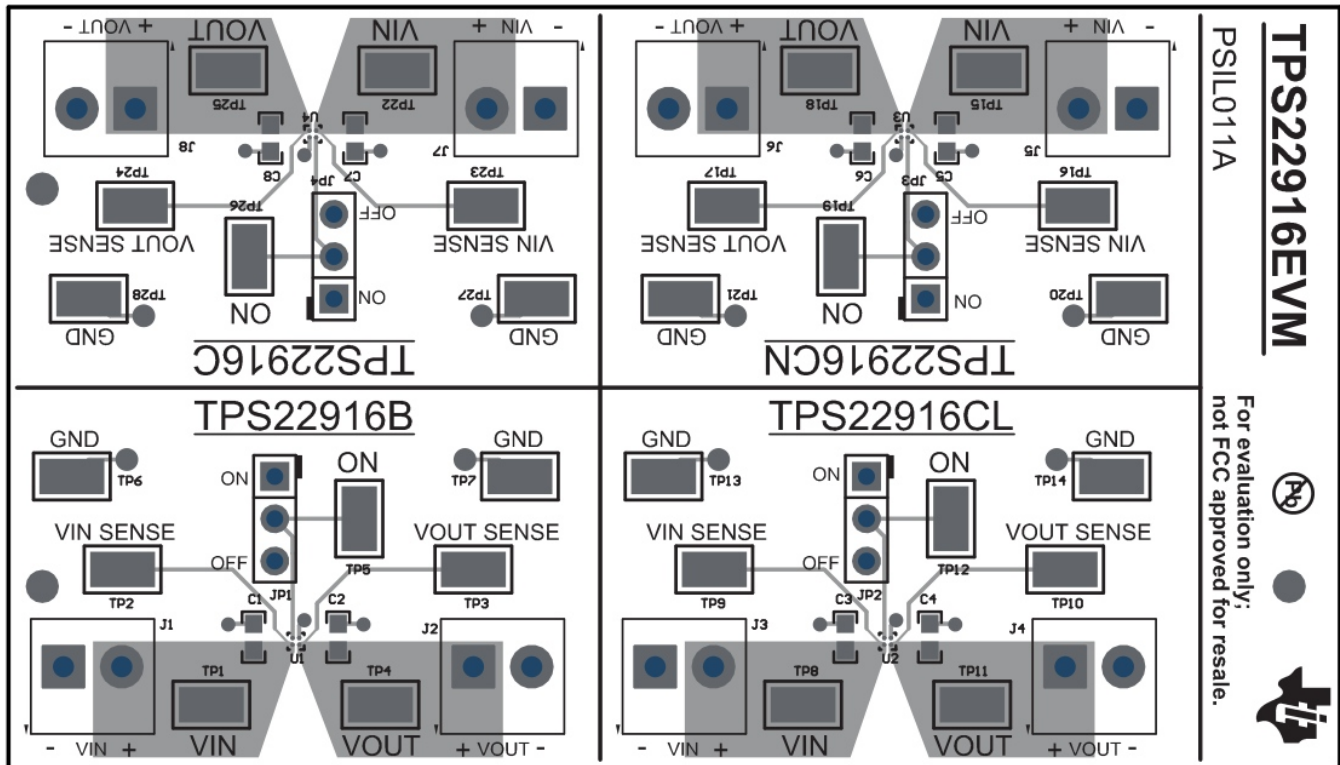 - VOUT +
VOUT
VIN
+ VIN -
TP25
TP22
U4
J8
J7
C8
C7
TP24
TP23
JP4
TP26
OFF
VOUT SENSE
VIN SENSE
TP28
TP27
ON
ON
GND
GND
TPS22916C
- VOUT +
VOUT
VIN
+ VIN -
TP18
TP15
U3
J6
J5
C6
C5
TP17
TP16
JP3
TP19
OFF
VOUT SENSE
VIN SENSE
TP21
TP20
ON
ON
GND
GND
TPS22916CN
TPS22916EVM
PSIL011A
TPS22916B
GND
GND
ON
ON
TP6
TP7
VIN SENSE
VOUT SENSE
OFF
TP5
TP2
JP1
TP3
C1
C2
J1
J2
U1
TP1
TP4
- VIN +
VIN
VOUT
+ VOUT -
TPS22916CL
GND
GND
ON
ON
TP13
TP14
VIN SENSE
VOUT SENSE
OFF
TP12
TP9
JP2
TP10
C3
C4
J3
J4
U2
TP8
TP11
- VIN +
VIN
VOUT
+ VOUT -
For evaluation only;
not FCC approved for resale.
Pb